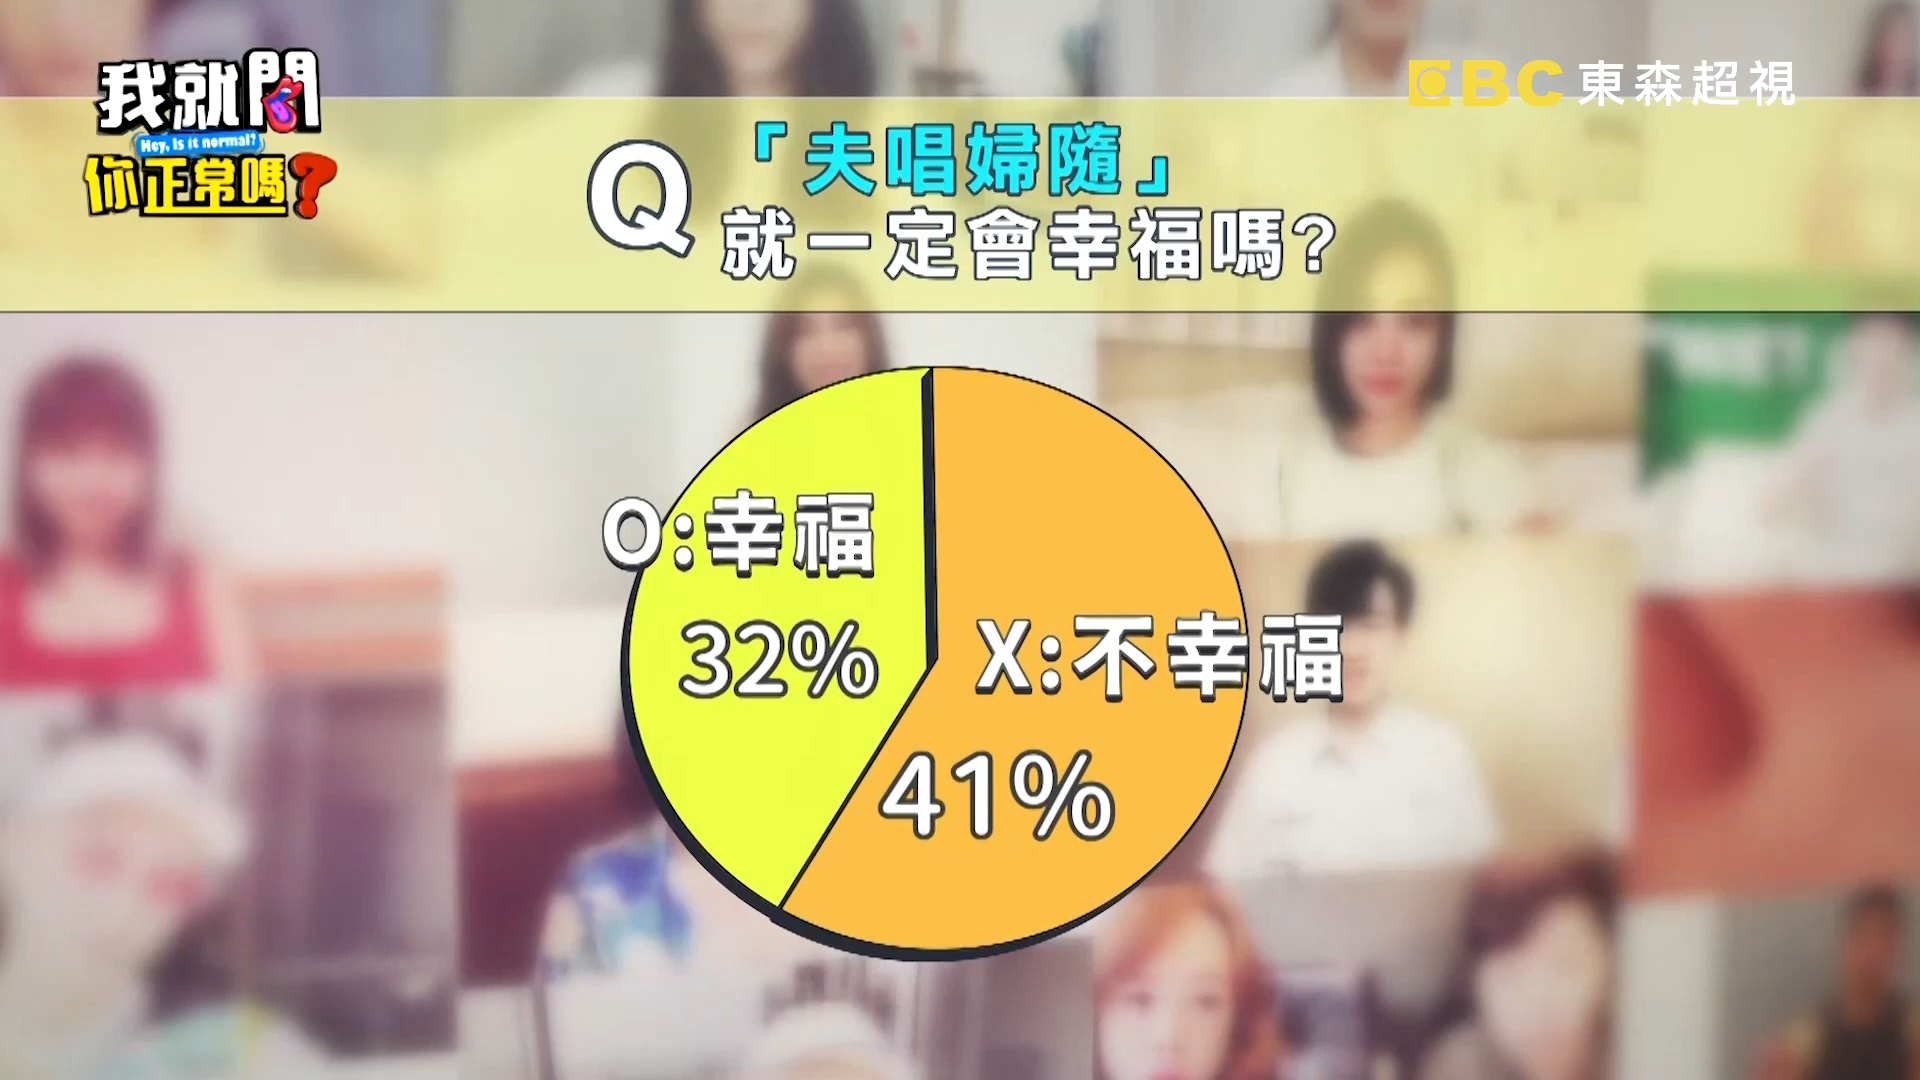 我就問
Hey, is it normal?
你正常嗎?
EBC 東森超視
Q
「夫唱婦隨」
就一定會幸福嗎?
O:幸福
32%
X:不幸福
41%